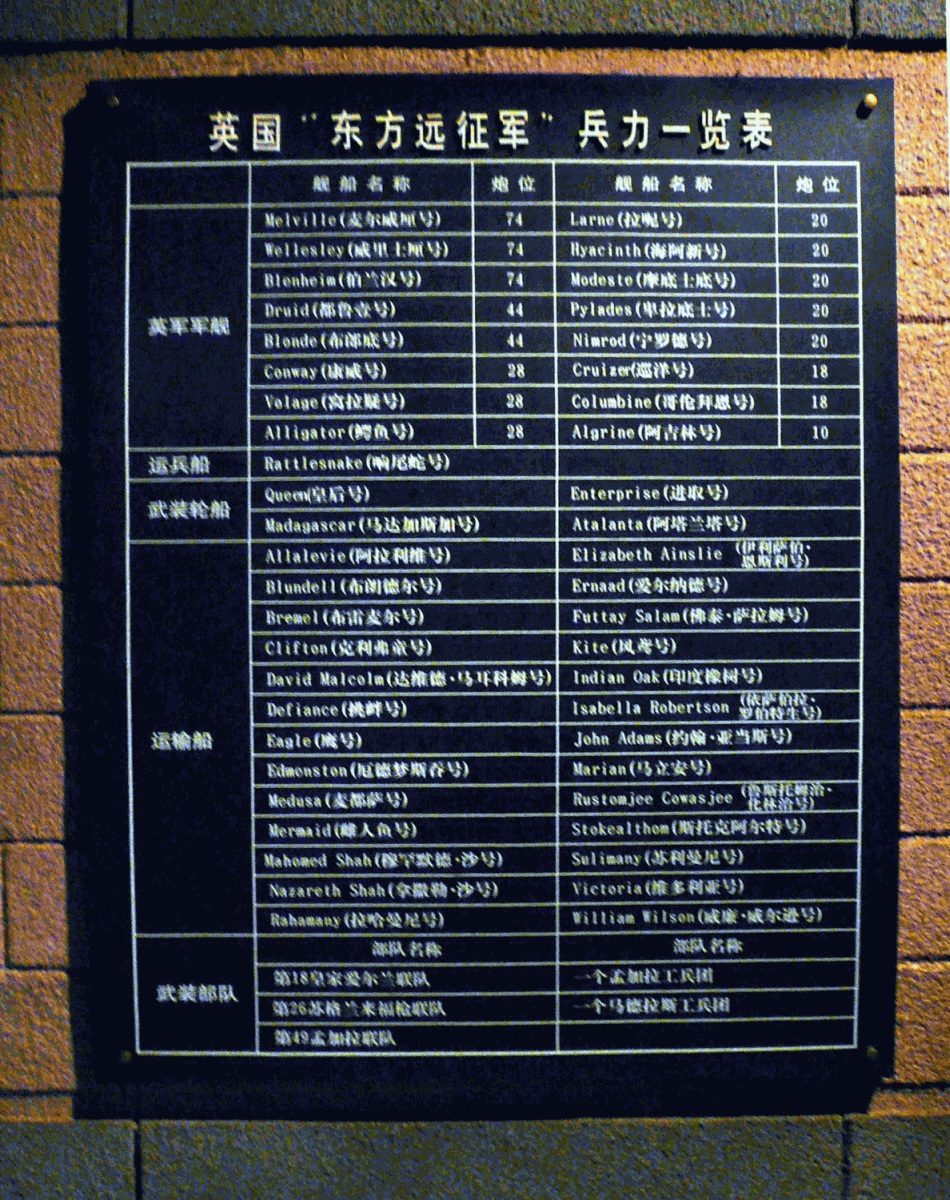 英国“东方远征军”兵力一览表
舰船名称 炮位 舰船名称 炮位
英军军舰
Melville(麦尔威厘号) 74 Larne(拉呢号) 20
Wellesley(威里士厘号) 74 Hyacinth(海阿新号) 20
Blenheim(伯兰汉号) 74 Modeste(摩底士底号) 20
Druid(都鲁壹号) 44 Pylades(卑拉底士号) 20
Blonde(布郎底号) 44 Nimrod(宁罗德号) 20
Conway(康威号) 28 Cruizer(巡洋号) 18
Volage(窝拉疑号) 28 Columbine(哥伦拜恩号) 18
Alligator(鳄鱼号) 28 Algrine(阿吉林号) 10
运兵船 Rattlesnake(响尾蛇号)
武装轮船
Queen(皇后号) Enterprise(进取号)
Madagascar(马达加斯加号) Atalanta(阿塔兰塔号)
运输船
Allalevie(阿拉利维号) Elizabeth Ainslie (伊利萨伯·恩斯利号)
Blundell(布朗德尔号) Ernaad(爱尔纳德号)
Bremel(布雷麦尔号) Futtay Salam(佛泰·萨拉姆号)
Clifton(克利弗童号) Kite(风鸢号)
David Malcolm(达维德·马耳科姆号) Indian Oak(印度橡树号)
Defiance(挑衅号) Isabella Robertson (依萨伯拉·罗伯特生号)
Eagle(鹰号) John Adams(约翰·亚当斯号)
Edmonston(厄德梦斯吞号) Marian(马立安号)
Medusa(麦都萨号) Rustomjee Cowasjee
Mermaid(雌人鱼号) Stokealthom(斯托克阿尔特号)
Mahomed Shah(穆罕默德·沙号) Sulimany(苏利曼尼号)
Nazareth Shah(拿撒勒·沙号) Victoria(维多利亚号)
Rahamany(拉哈曼尼号) William Wilson(威廉·威尔逊号)
武装部队
部队名称 部队名称
第18皇家爱尔兰联队 一个孟加拉工兵团
第26苏格兰来福枪联队 一个马德拉斯工兵团
第49孟加拉联队